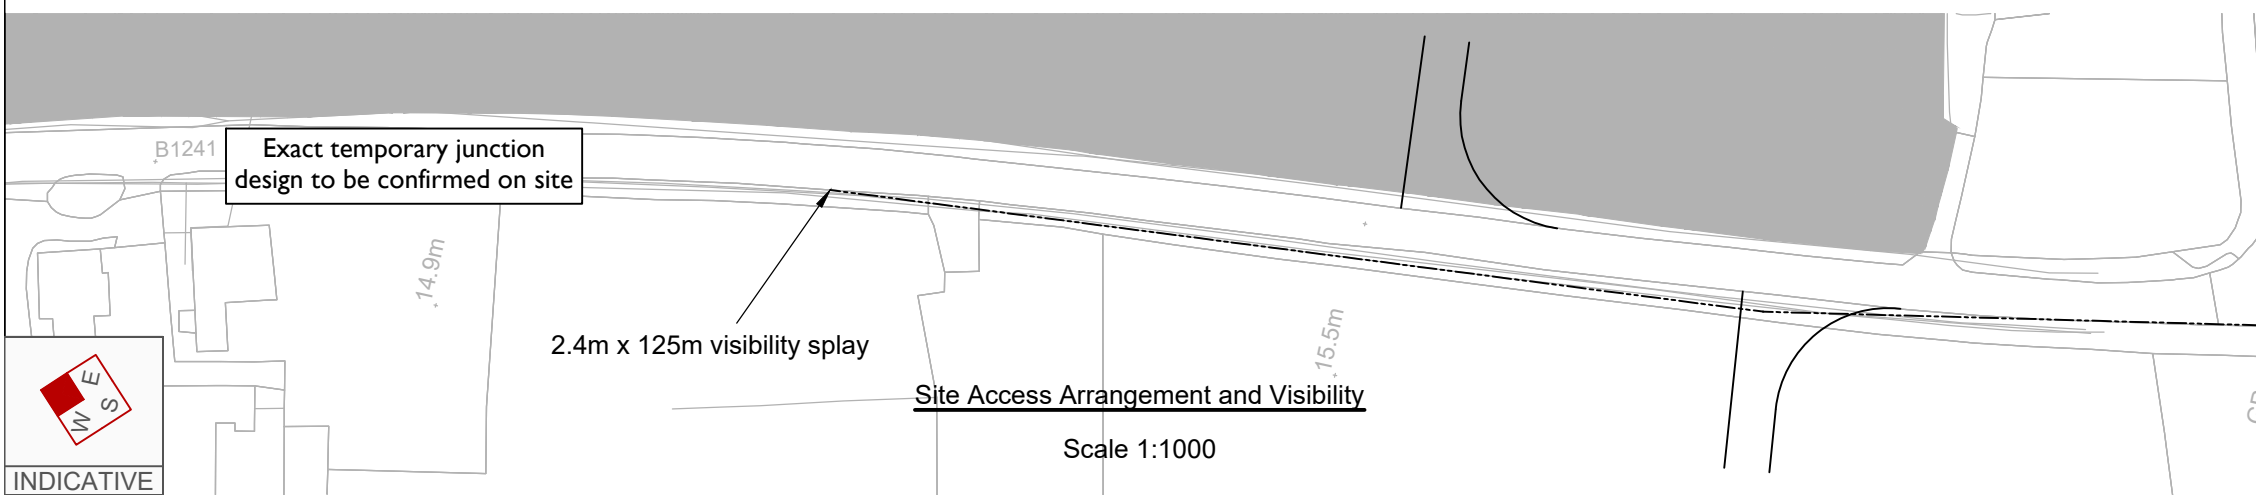 B1241
Exact temporary junction
design to be confirmed on site
14.9m
2.4m x 125m visibility splay
15.5m
Site Access Arrangement and Visibility
Scale 1:1000
E
S
W
INDICATIVE